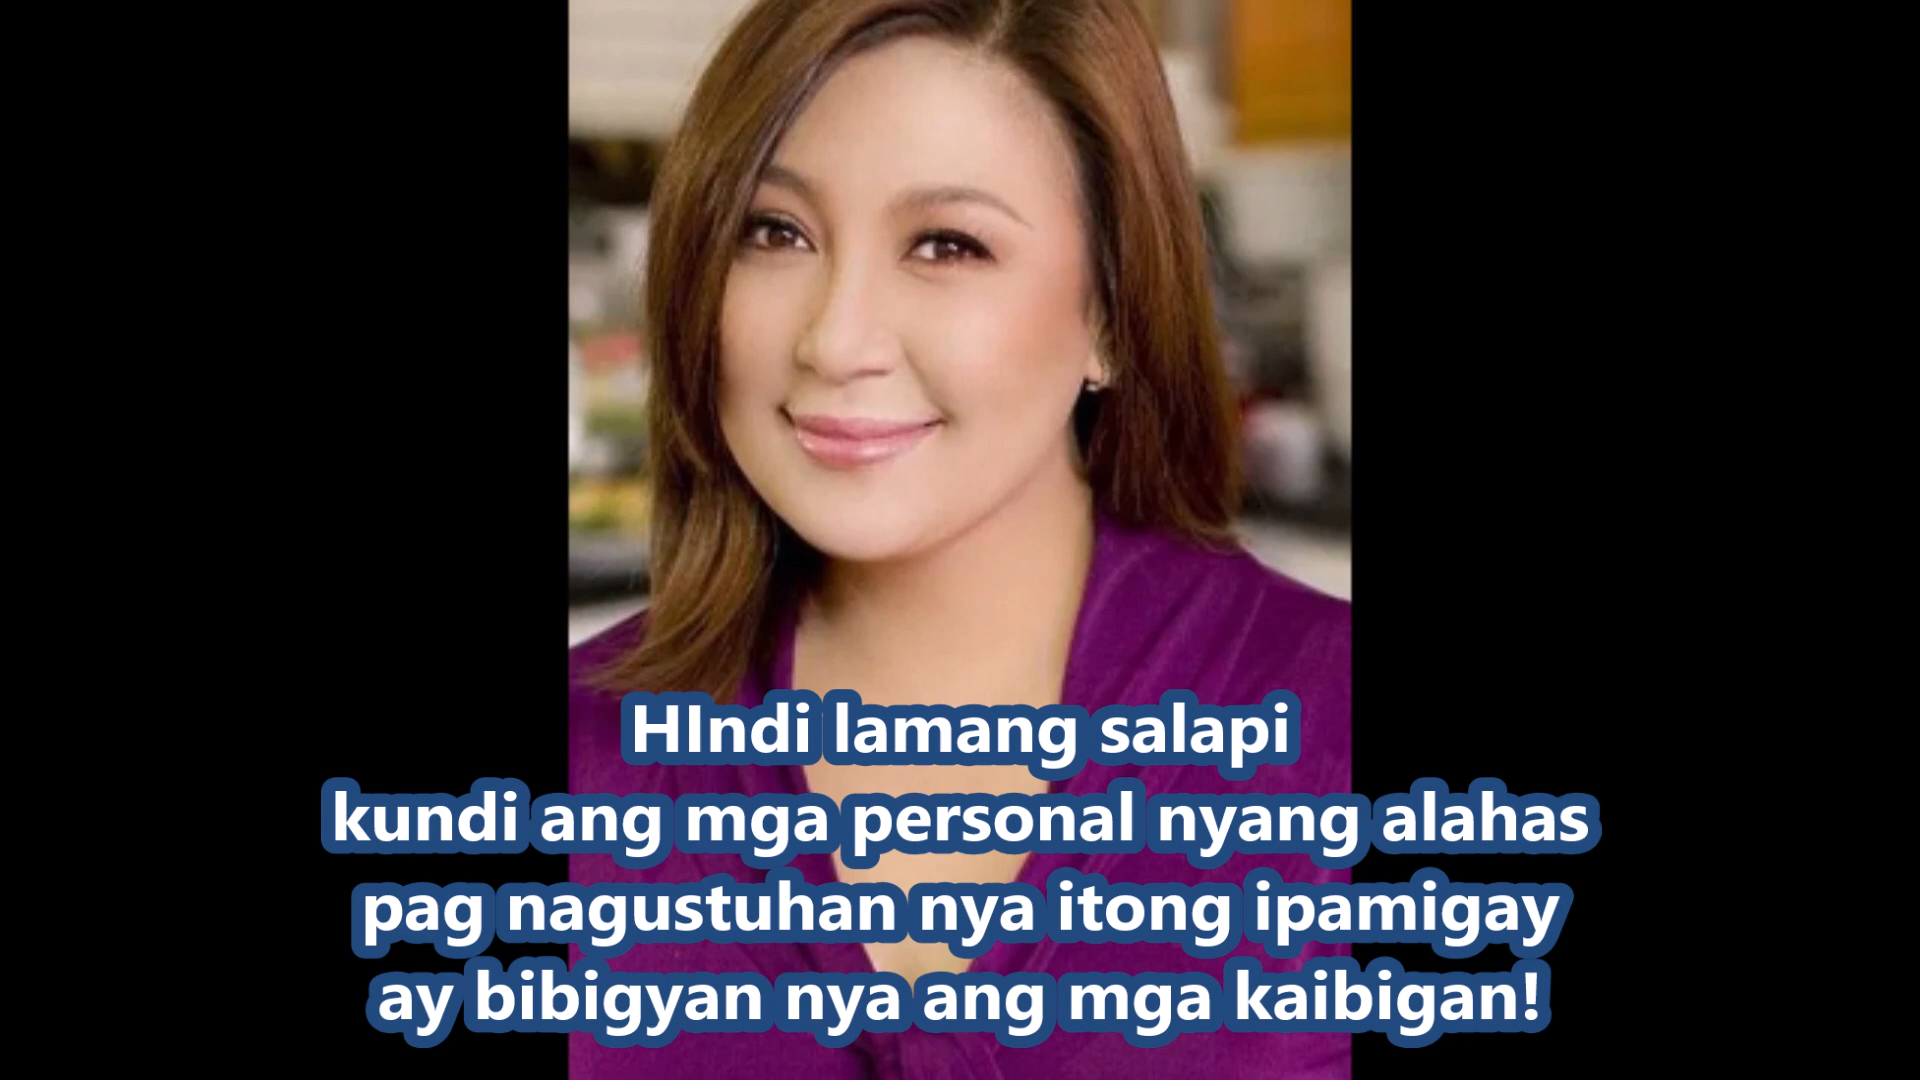 HIndi lamang salapi
kundi ang mga personal nyang alahas
pag nagustuhan nya itong ipamigay
ay bibigyan nya ang mga kaibigan!